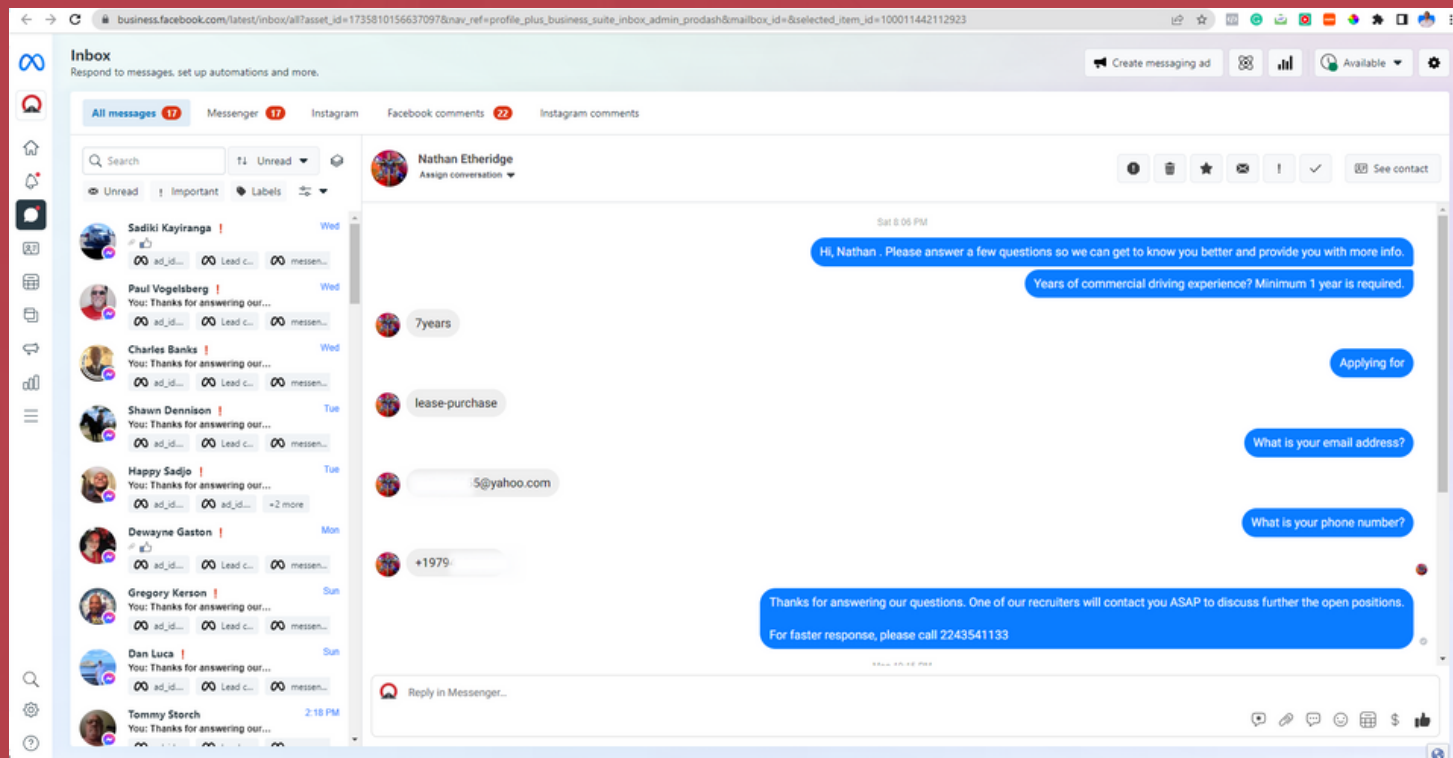 business.facebook.com/latest/inbox/all?asset_id=1735810156637097&nav_ref=profile_plus_business_suite_inbox_admin_prodash&mailbox_id=&selected_item_id=100011442112923
Inbox
Respond to messages, set up automations and more.
Create messaging ad
Available
All messages 17
Messenger 17
Instagram
Facebook comments 22
Instagram comments
Search
Unread
Unread
! Important
Labels
Sadiki Kayiranga ! Wed
ad_id... Lead c... messen...
Paul Vogelsberg ! Wed
You: Thanks for answering our...
ad_id... Lead c... messen...
Charles Banks ! Wed
You: Thanks for answering our...
ad_id... Lead c... messen...
Shawn Dennison ! Tue
You: Thanks for answering our...
ad_id... Lead c... messen...
Happy Sadjo ! Tue
You: Thanks for answering our...
ad_id... ad_id... +2 more
Dewayne Gaston ! Mon
ad_id... Lead c... messen...
Gregory Kerson ! Sun
You: Thanks for answering our...
ad_id... Lead c... messen...
Dan Luca ! Sun
You: Thanks for answering our...
ad_id... Lead c... messen...
Tommy Storch 2:18 PM
You: Thanks for answering our...
Nathan Etheridge
Assign conversation
See contact
Sat 8:06 PM
Hi, Nathan . Please answer a few questions so we can get to know you better and provide you with more info.
Years of commercial driving experience? Minimum 1 year is required.
7years
Applying for
lease-purchase
What is your email address?
5@yahoo.com
What is your phone number?
+1979-
Thanks for answering our questions. One of our recruiters will contact you ASAP to discuss further the open positions.
For faster response, please call 2243541133
Reply in Messenger...